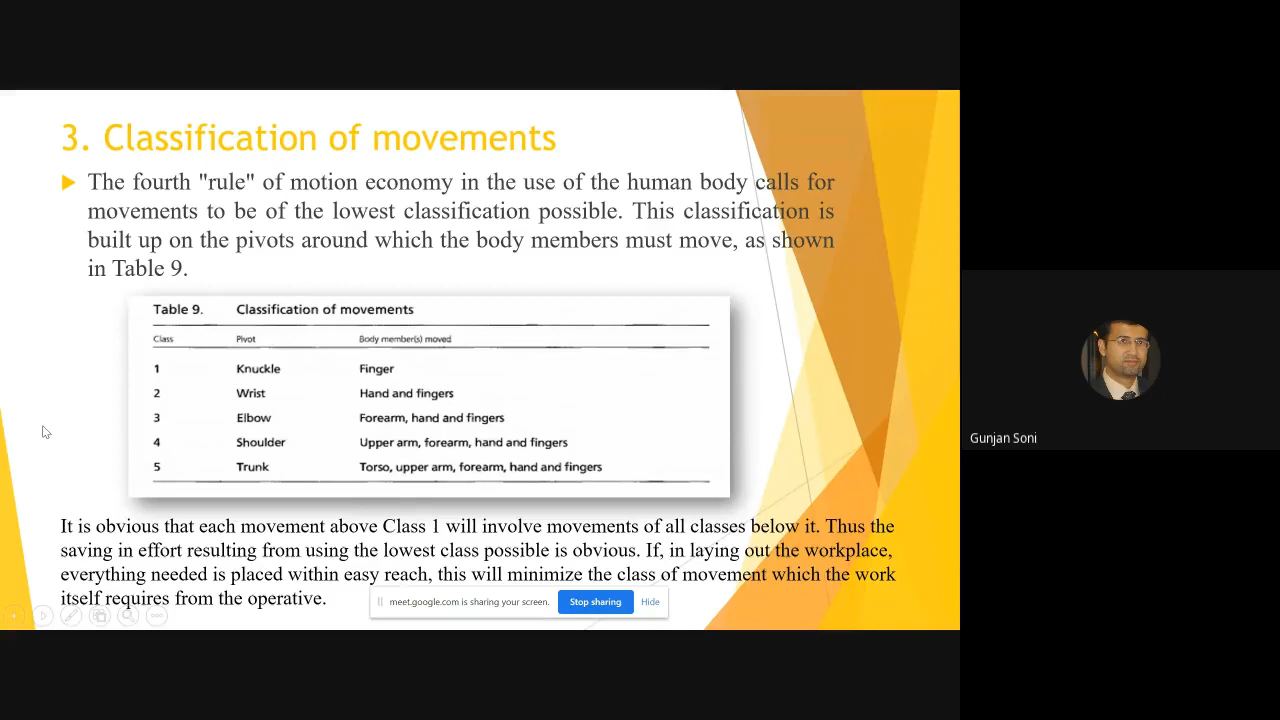 3. Classification of movements
The fourth "rule" of motion economy in the use of the human body calls for
movements to be of the lowest classification possible. This classification is
built up on the pivots around which the body members must move, as shown
in Table 9.
Table 9. Classification of movements
Class Pivot Body member(s) moved
1 Knuckle Finger
2 Wrist Hand and fingers
3 Elbow Forearm, hand and fingers
4 Shoulder Upper arm, forearm, hand and fingers
5 Trunk Torso, upper arm, forearm, hand and fingers
It is obvious that each movement above Class 1 will involve movements of all classes below it. Thus the
saving in effort resulting from using the lowest class possible is obvious. If, in laying out the workplace,
everything needed is placed within easy reach, this will minimize the class of movement which the work
itself requires from the operative.
meet.google.com is sharing your screen. Stop sharing Hide
Gunjan Soni